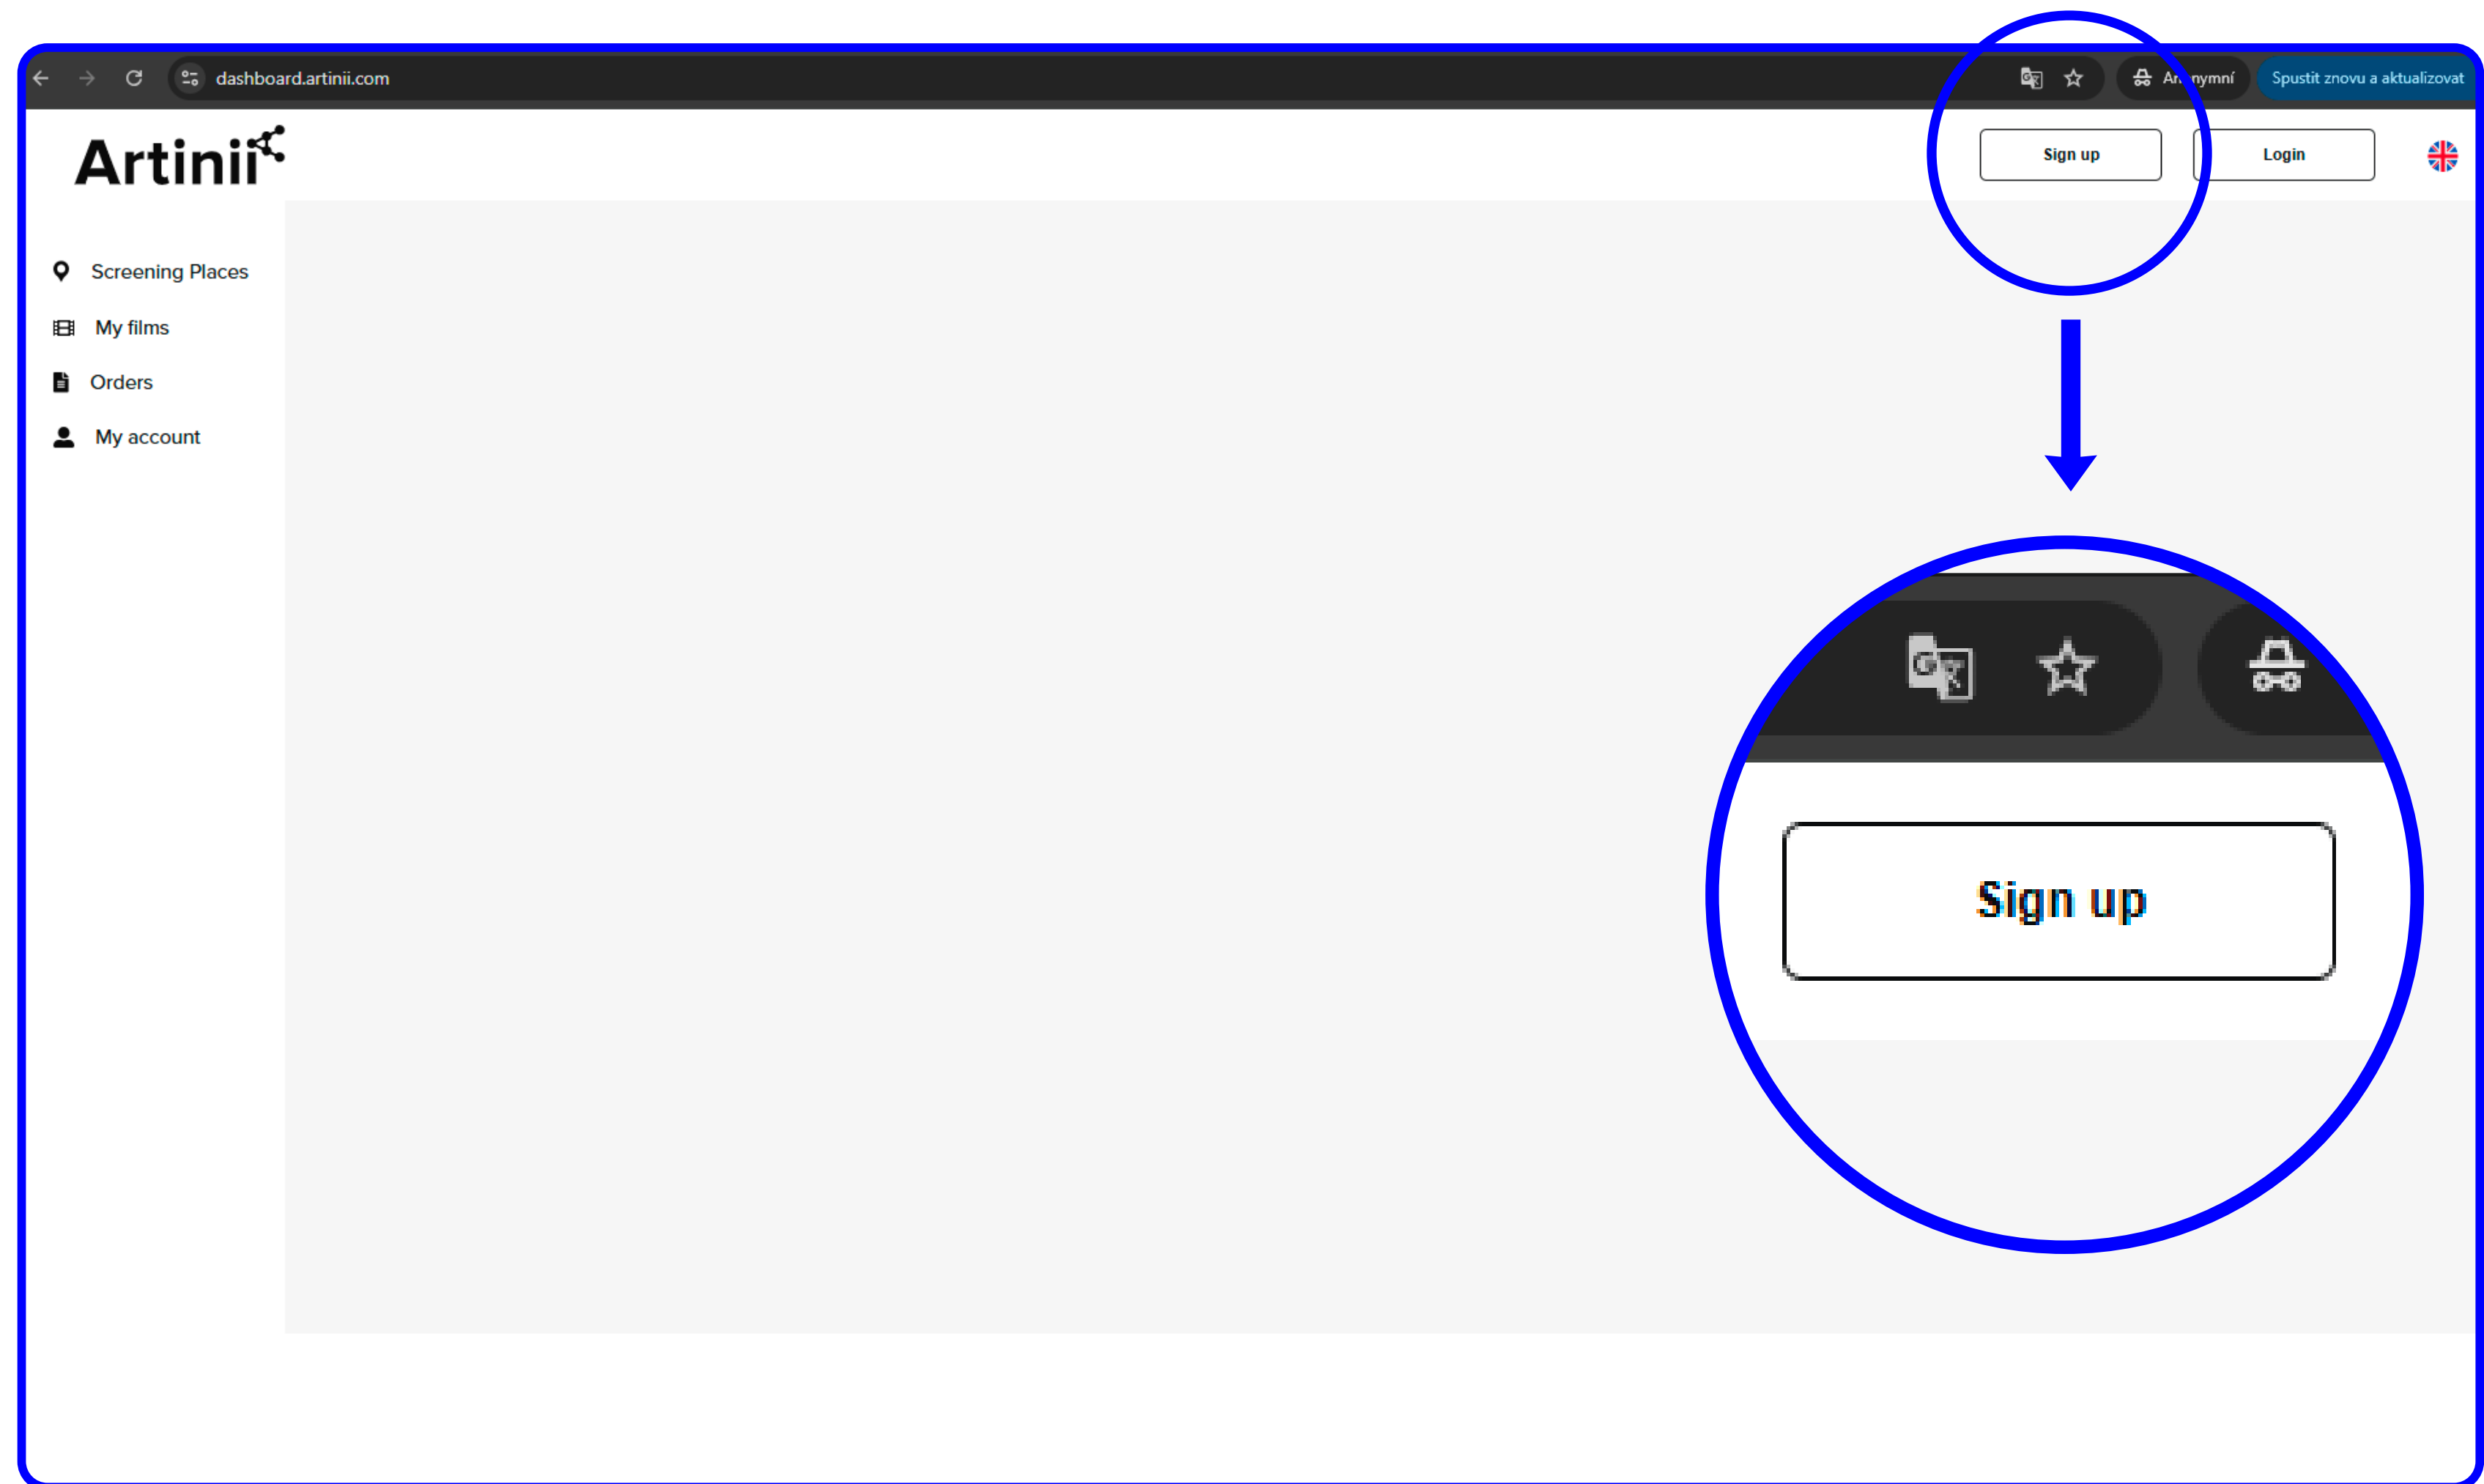 dashboard.artinii.com
Anonymní
Spustit znovu a aktualizovat
Artinii
Sign up
Login
Screening Places
My films
Orders
My account
Sign up